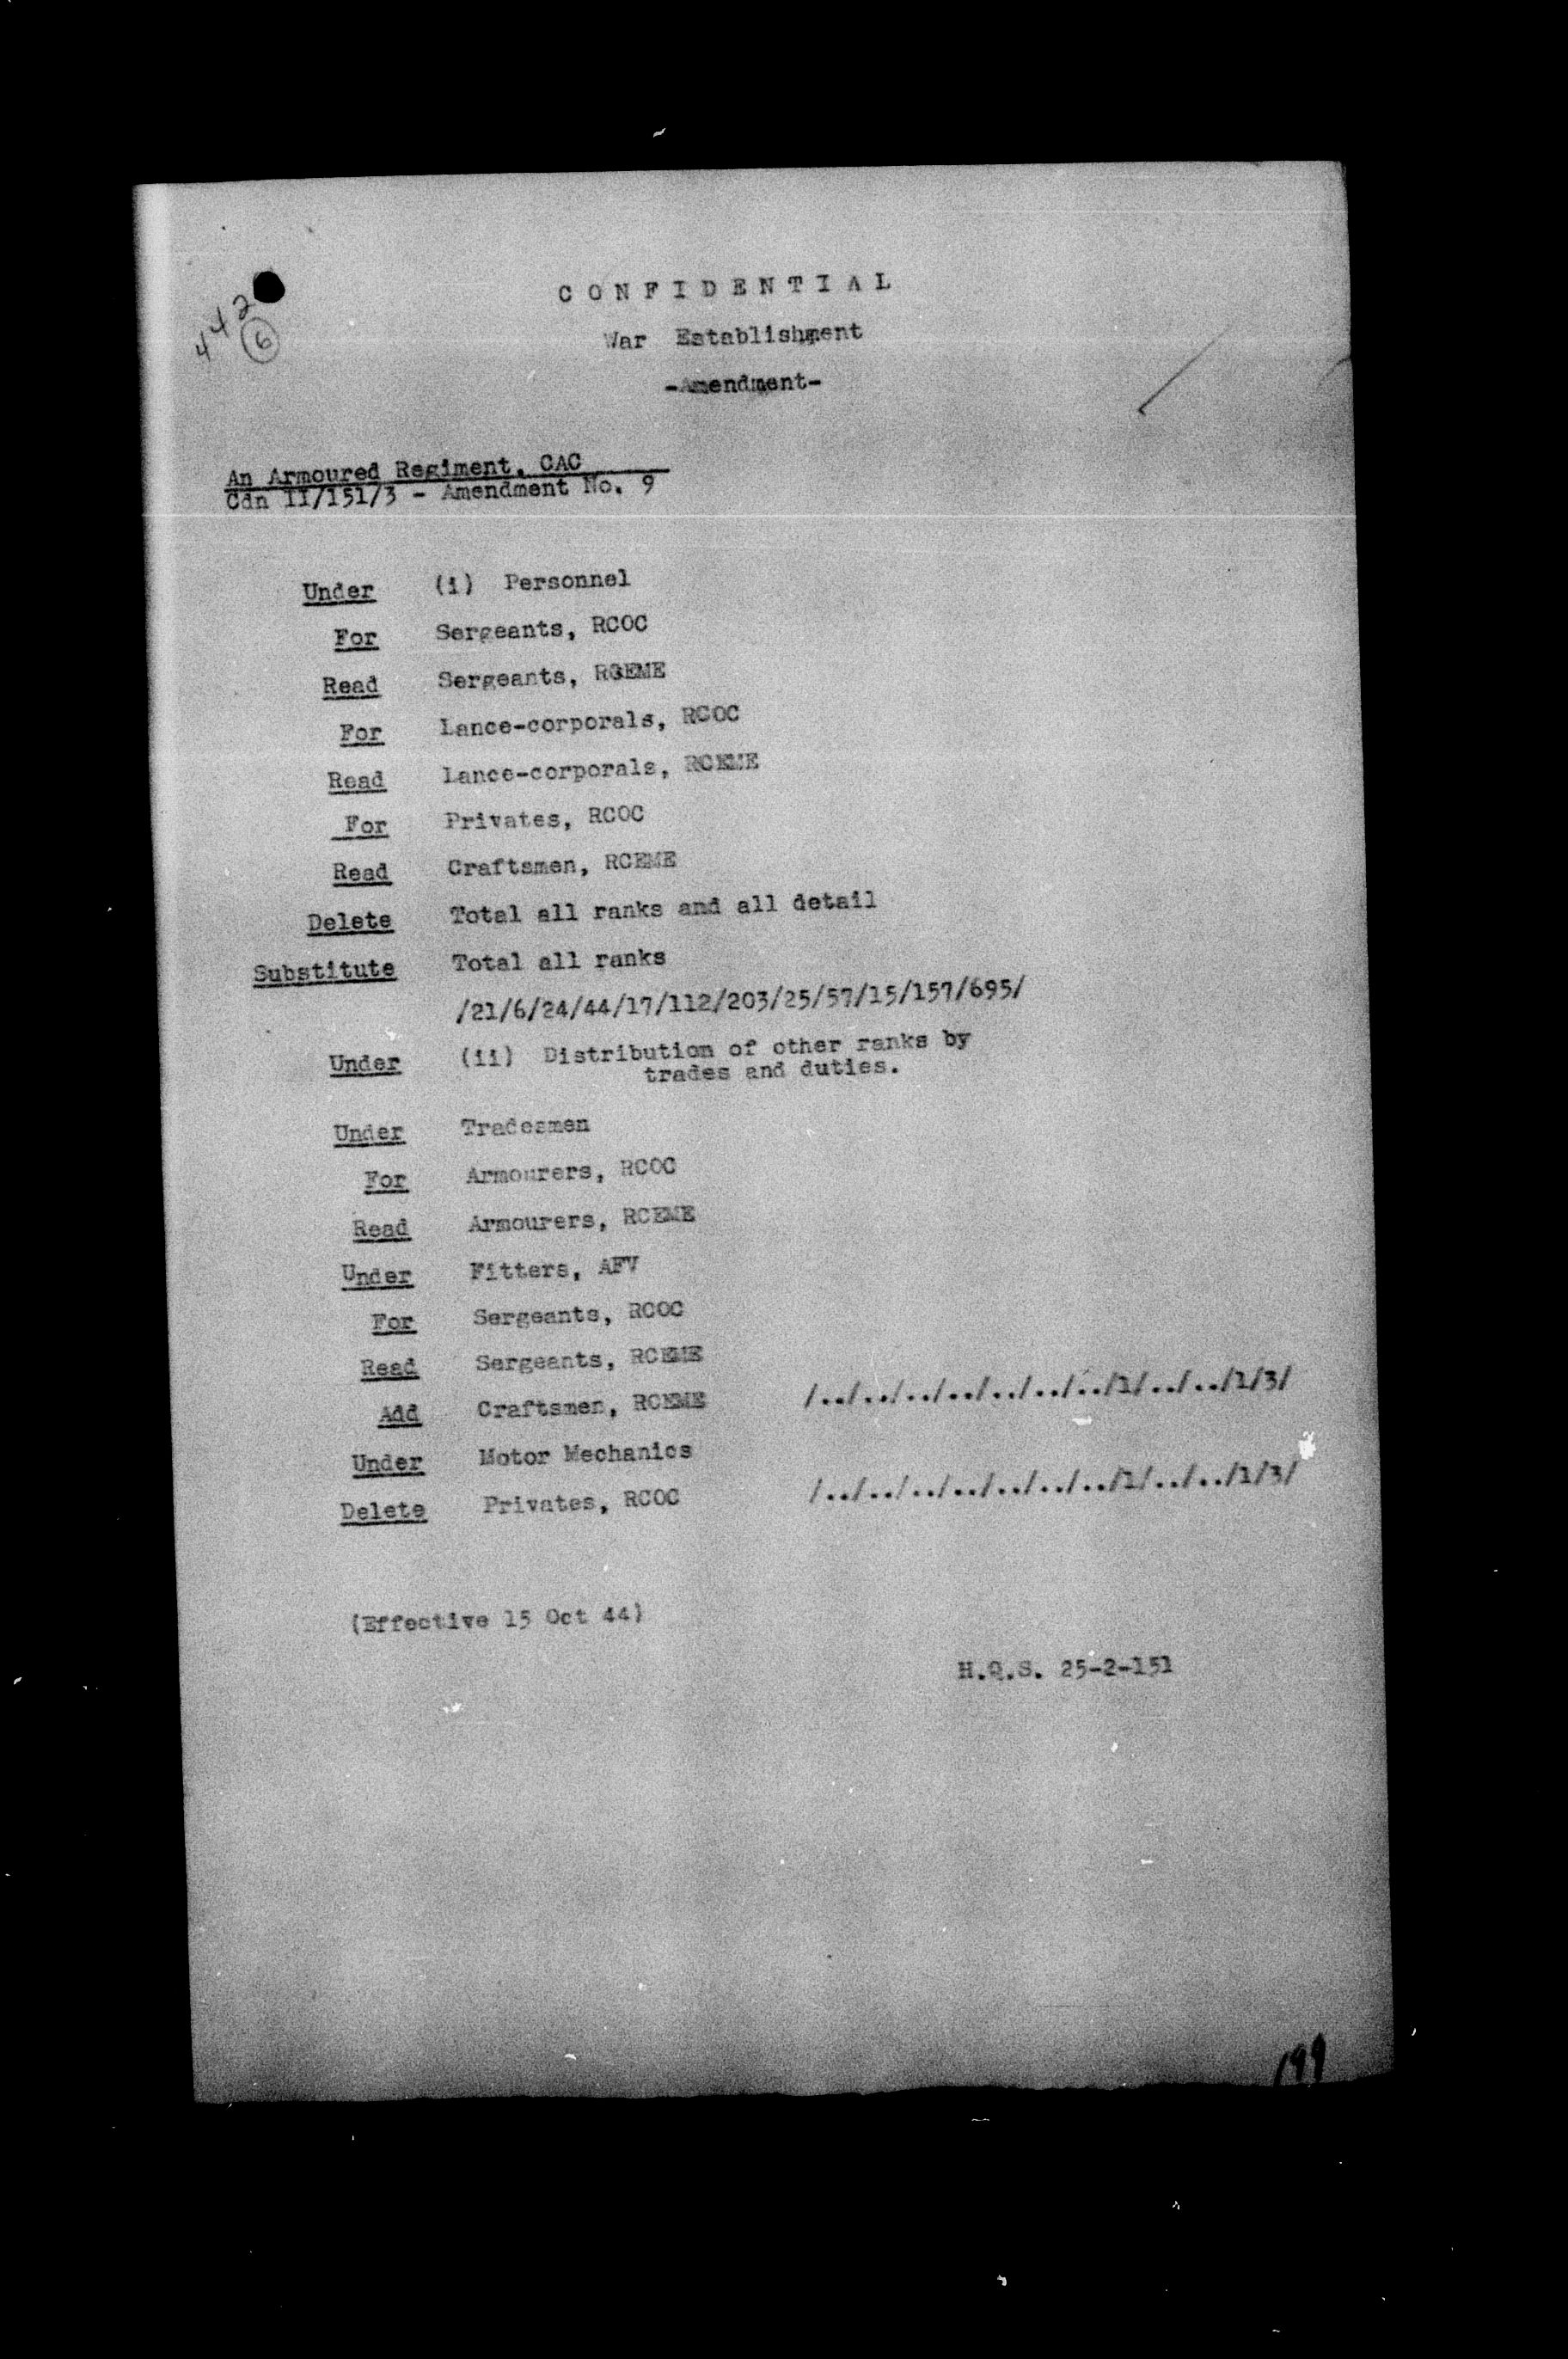 442
6
C O N F I D E N T I A L
War Establishment
-Amendment-
An Armoured Regiment, CAC
Cdn II/151/3 - Amendment No. 9
Under (i) Personnel
For Sergeants, RCOC
Read Sergeants, RCEME
For Lance-corporals, RCOC
Read Lance-corporals, RCEME
For Privates, RCOC
Read Craftsmen, RCEME
Delete Total all ranks and all detail
Substitute Total all ranks
/21/6/24/44/17/112/203/25/57/15/157/695/
Under (ii) Distribution of other ranks by
trades and duties.
Under Tradesmen
For Armourers, RCOC
Read Armourers, RCEME
Under Fitters, AFV
For Sergeants, RCOC
Read Sergeants, RCEME
Add Craftsmen, RCEME /../../../../../../../1/../../1/3/
Under Motor Mechanics
Delete Privates, RCOC /../../../../../../../1/../../1/3/
(Effective 15 Oct 44)
H.Q.S. 25-2-151
199